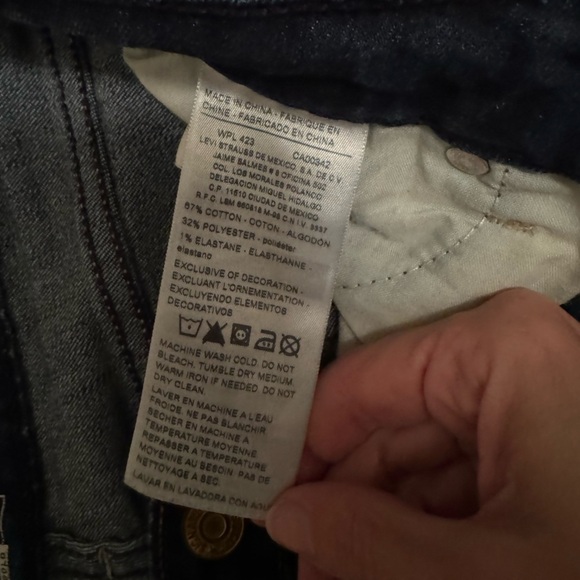 MADE IN CHINA - FABRIQUE EN
CHINE - FABRICADO EN CHINA
WPL 423 CA00342
LEVI STRAUSS DE MEXICO, S.A. DE C.V
JAIME BALMES # 8 OFICINA 502
COL. LOS MORALES POLANCO
DELEGACION MIGUEL HIDALGO
C.P. 11510 CIUDAD DE MEXICO
R.F.C.
67% COTTON - COTON - ALGODÓN
32% POLYESTER - poliéster
1% ELASTANE - ELASTHANNE -
elastano
EXCLUSIVE OF DECORATION -
EXCLUANT L'ORNEMENTATION -
EXCLUYENDO ELEMENTOS
DECORATIVOS
MACHINE WASH COLD. DO NOT
BLEACH. TUMBLE DRY MEDIUM.
WARM IRON IF NEEDED. DO NOT
DRY CLEAN.
LAVER EN MACHINE A L'EAU
FROIDE. NE PAS BLANCHIR.
SECHER EN MACHINE A
TEMPERATURE MOYENNE.
REPASSER A TEMPERATURE
MOYENNE AU BESOIN. PAS DE
NETTOYAGE A SEC.
LAVAR EN LAVADORA CON